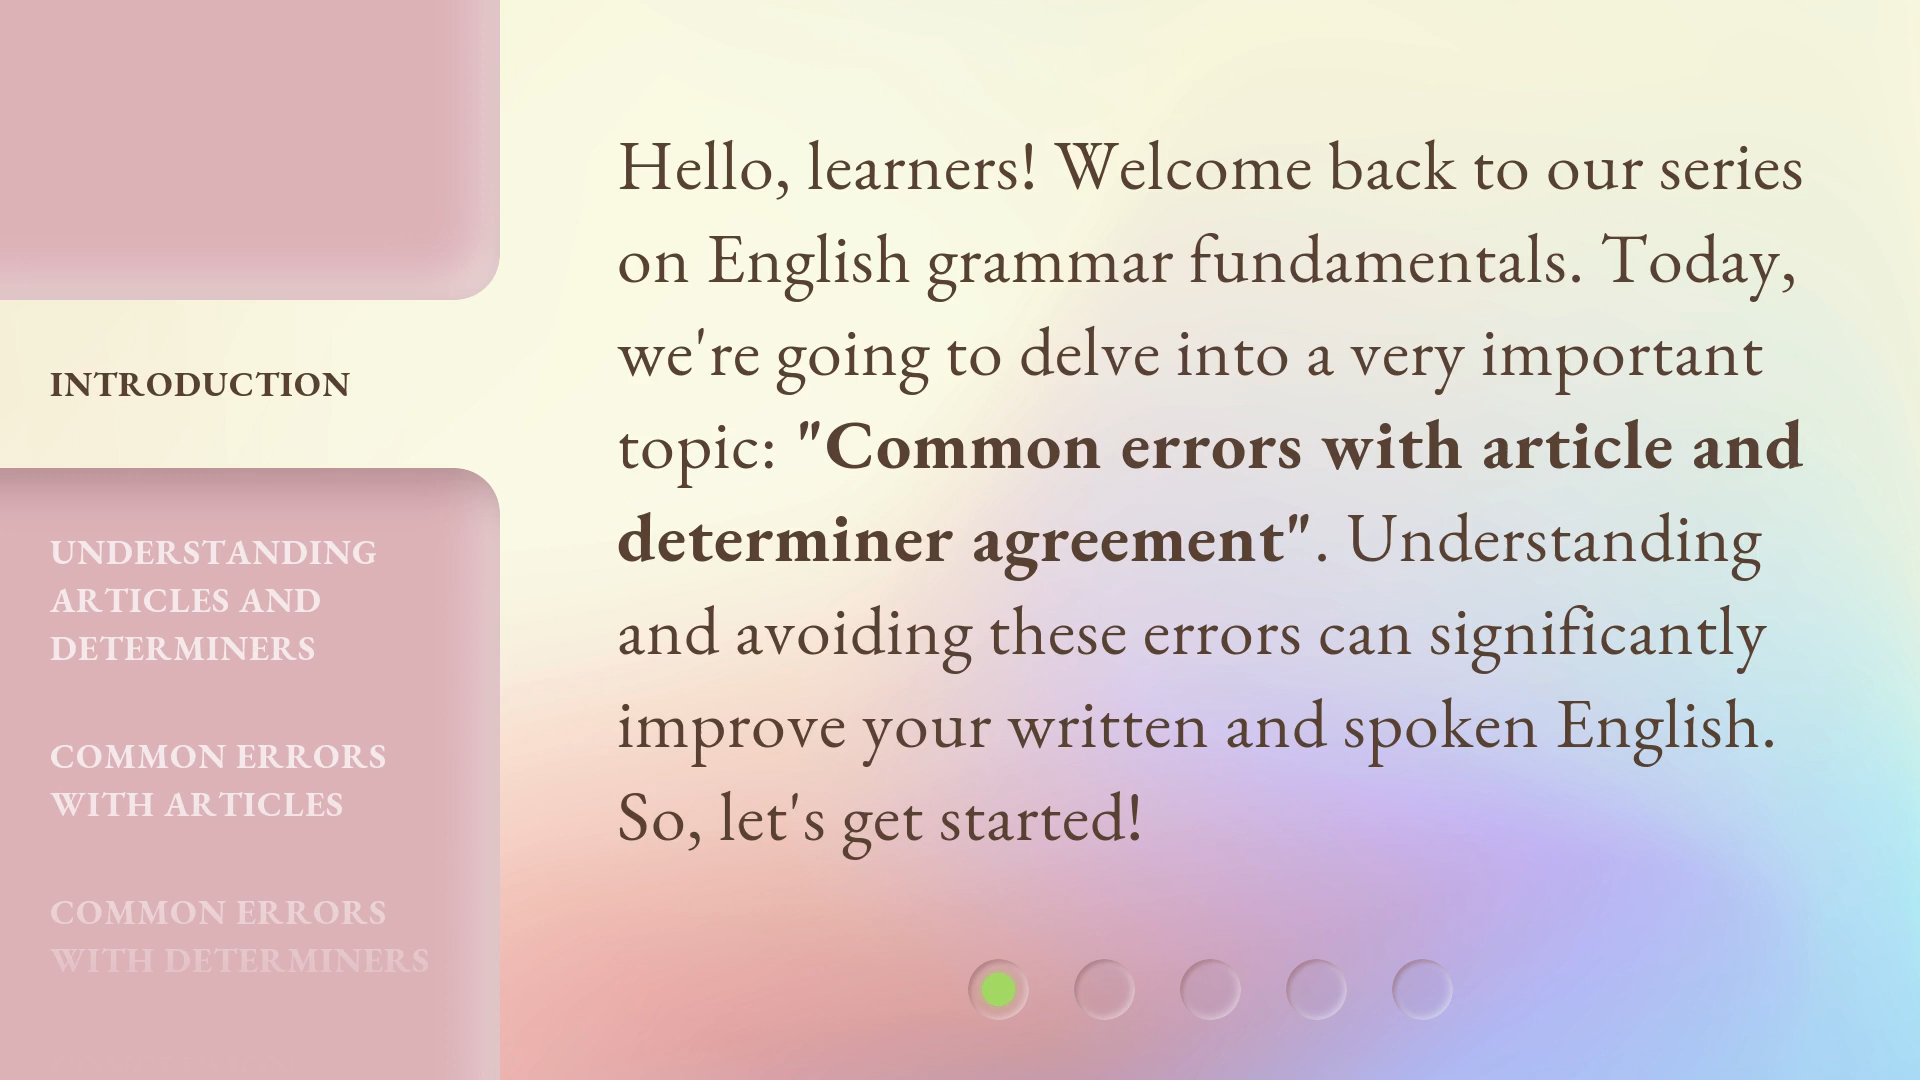 INTRODUCTION
UNDERSTANDING
ARTICLES AND
DETERMINERS
COMMON ERRORS
WITH ARTICLES
COMMON ERRORS
WITH DETERMINERS
Hello, learners! Welcome back to our series
on English grammar fundamentals. Today,
we're going to delve into a very important
topic: "Common errors with article and
determiner agreement". Understanding
and avoiding these errors can significantly
improve your written and spoken English.
So, let's get started!